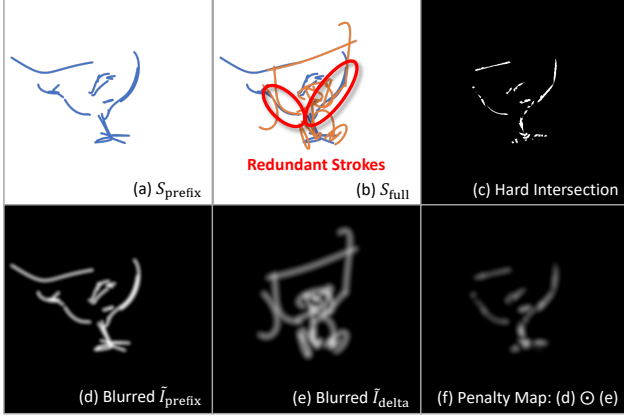 (a) S_prefix
Redundant Strokes
(b) S_full
(c) Hard Intersection
(d) Blurred Ĩ_prefix
(e) Blurred Ĩ_delta
(f) Penalty Map: (d) ⊙ (e)